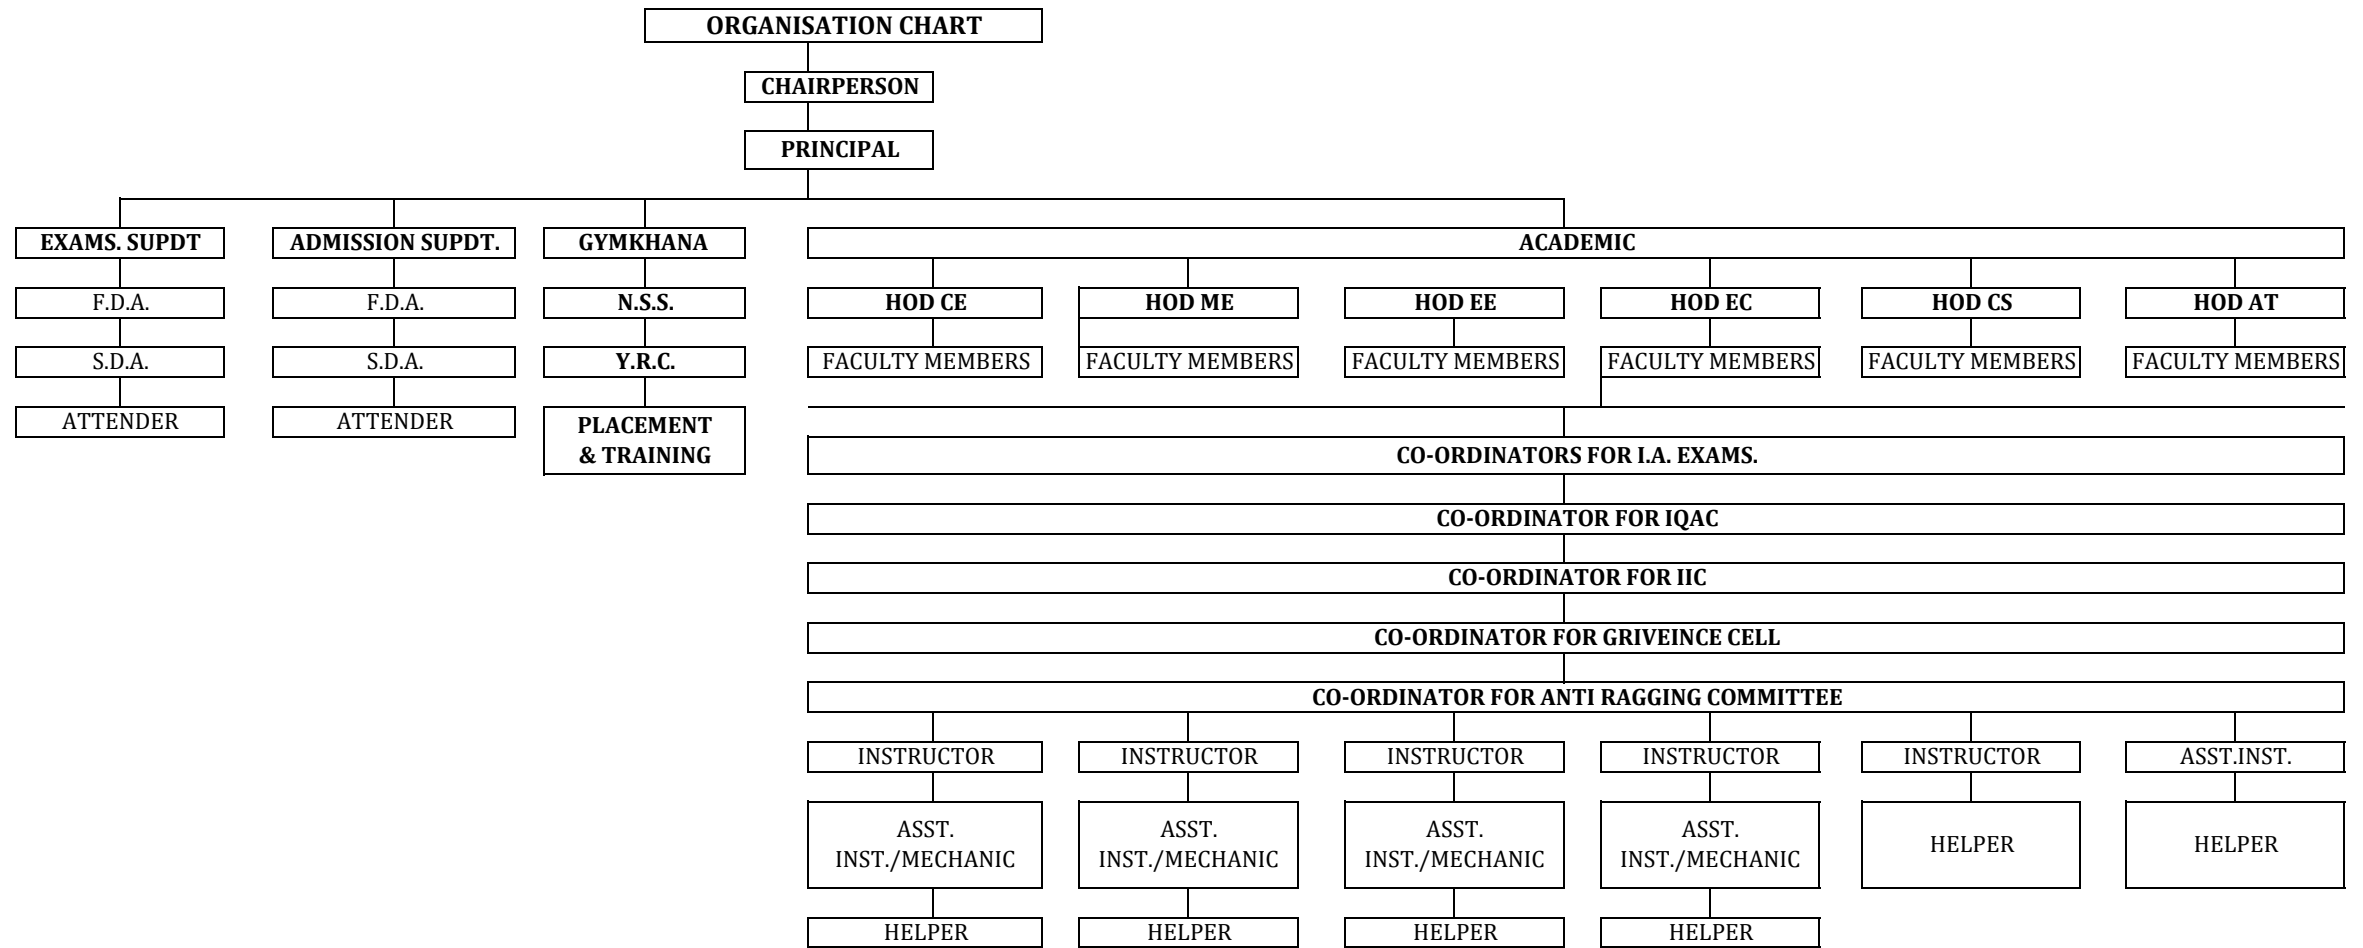 ORGANISATION CHART
CHAIRPERSON
PRINCIPAL
EXAMS. SUPDT
ADMISSION SUPDT.
GYMKHANA
ACADEMIC
F.D.A.
F.D.A.
N.S.S.
HOD CE
HOD ME
HOD EE
HOD EC
HOD CS
HOD AT
S.D.A.
S.D.A.
Y.R.C.
FACULTY MEMBERS
FACULTY MEMBERS
FACULTY MEMBERS
FACULTY MEMBERS
FACULTY MEMBERS
FACULTY MEMBERS
ATTENDER
ATTENDER
PLACEMENT
& TRAINING
CO-ORDINATORS FOR I.A. EXAMS.
CO-ORDINATOR FOR IQAC
CO-ORDINATOR FOR IIC
CO-ORDINATOR FOR GRIVEINCE CELL
CO-ORDINATOR FOR ANTI RAGGING COMMITTEE
INSTRUCTOR
INSTRUCTOR
INSTRUCTOR
INSTRUCTOR
INSTRUCTOR
ASST.INST.
ASST.
INST./MECHANIC
ASST.
INST./MECHANIC
ASST.
INST./MECHANIC
ASST.
INST./MECHANIC
HELPER
HELPER
HELPER
HELPER
HELPER
HELPER